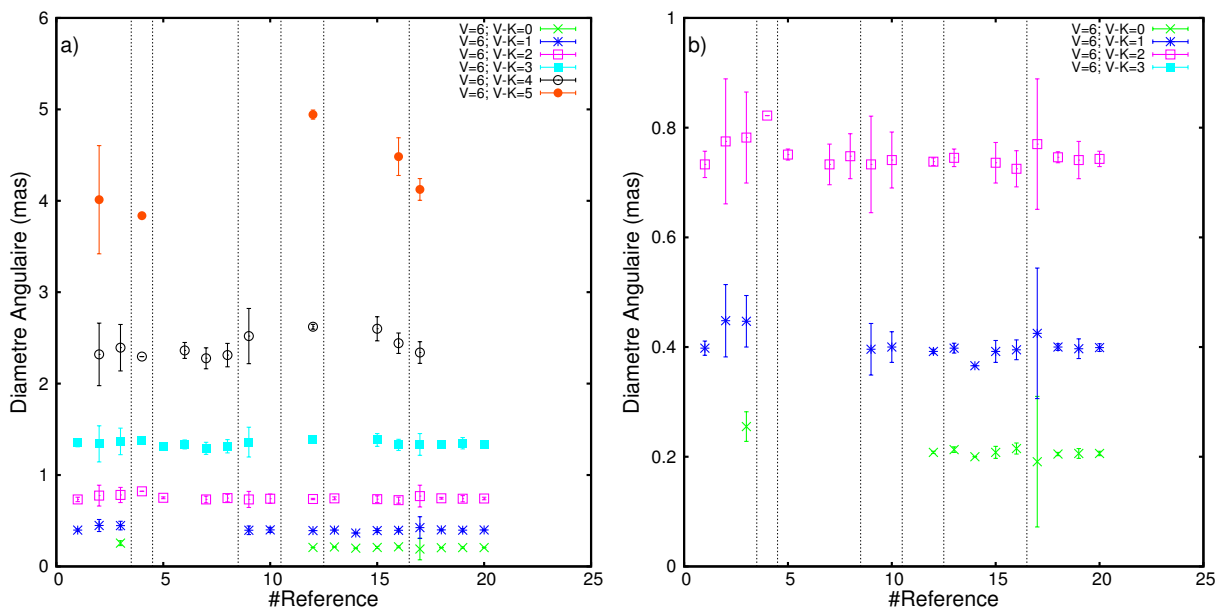 a)
V=6; V-K=0
V=6; V-K=1
V=6; V-K=2
V=6; V-K=3
V=6; V-K=4
V=6; V-K=5
6
5
4
3
2
1
0
Diametre Angulaire (mas)
0 5 10 15 20 25
#Reference
b)
V=6; V-K=0
V=6; V-K=1
V=6; V-K=2
V=6; V-K=3
1
0.8
0.6
0.4
0.2
0
Diametre Angulaire (mas)
0 5 10 15 20 25
#Reference